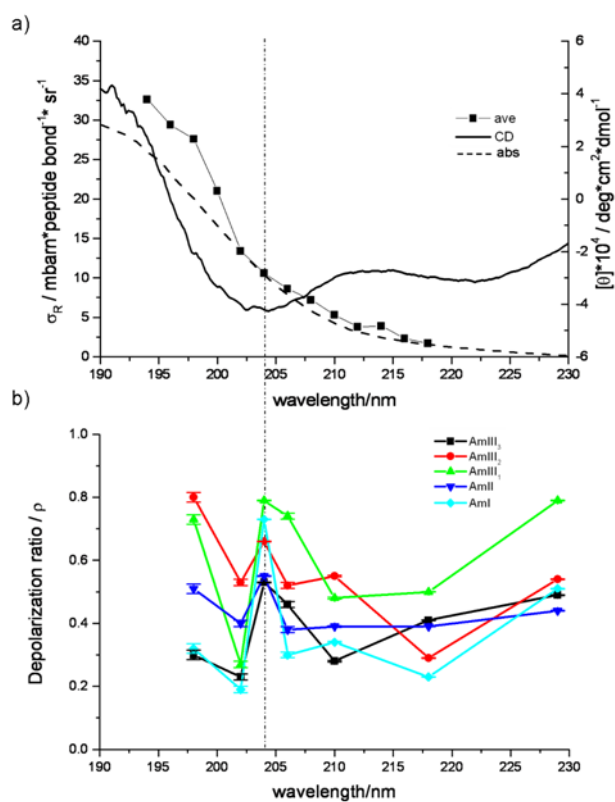 a)
40
35
30
25
20
15
10
5
0
σR / mbarn*peptide bond⁻¹* sr⁻¹
6
4
2
0
-2
-4
-6
[θ]*10⁴ / deg*cm²*dmol⁻¹
ave
CD
abs
190 195 200 205 210 215 220 225 230
wavelength/nm
b)
1.0
0.8
0.6
0.4
0.2
0.0
Depolarization ratio / ρ
AmIII₃
AmIII₂
AmIII₁
AmII
AmI
190 195 200 205 210 215 220 225 230
wavelength/nm